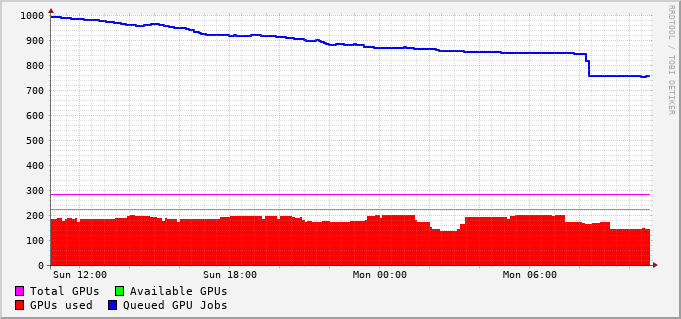 1000
900
800
700
600
500
400
300
200
100
0
Sun 12:00 Sun 18:00 Mon 00:00 Mon 06:00
Total GPUs Available GPUs
GPUs used Queued GPU Jobs
RRDTOOL / TOBI OETIKER